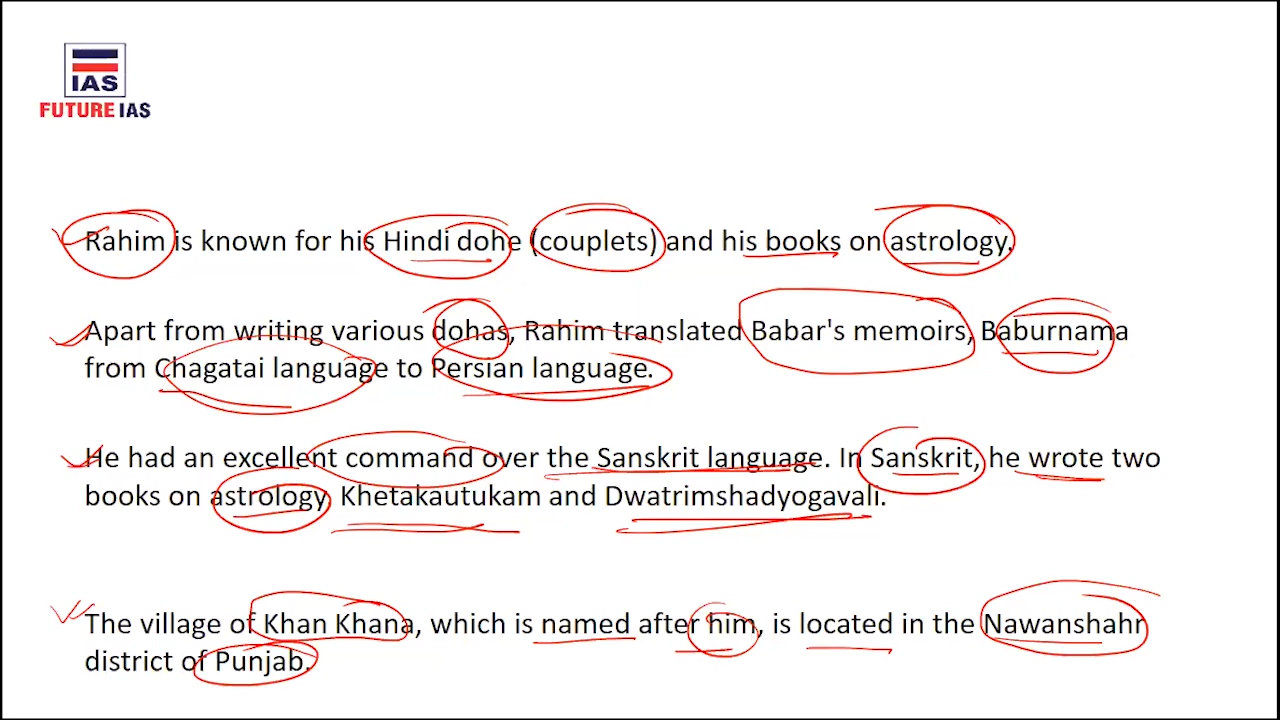 IAS
FUTURE IAS
Rahim is known for his Hindi dohe (couplets) and his books on astrology.
Apart from writing various dohas, Rahim translated Babar's memoirs, Baburnama
from Chagatai language to Persian language.
He had an excellent command over the Sanskrit language. In Sanskrit, he wrote two
books on astrology Khetakautukam and Dwatrimshadyogavali.
The village of Khan Khana, which is named after him, is located in the Nawanshahr
district of Punjab.